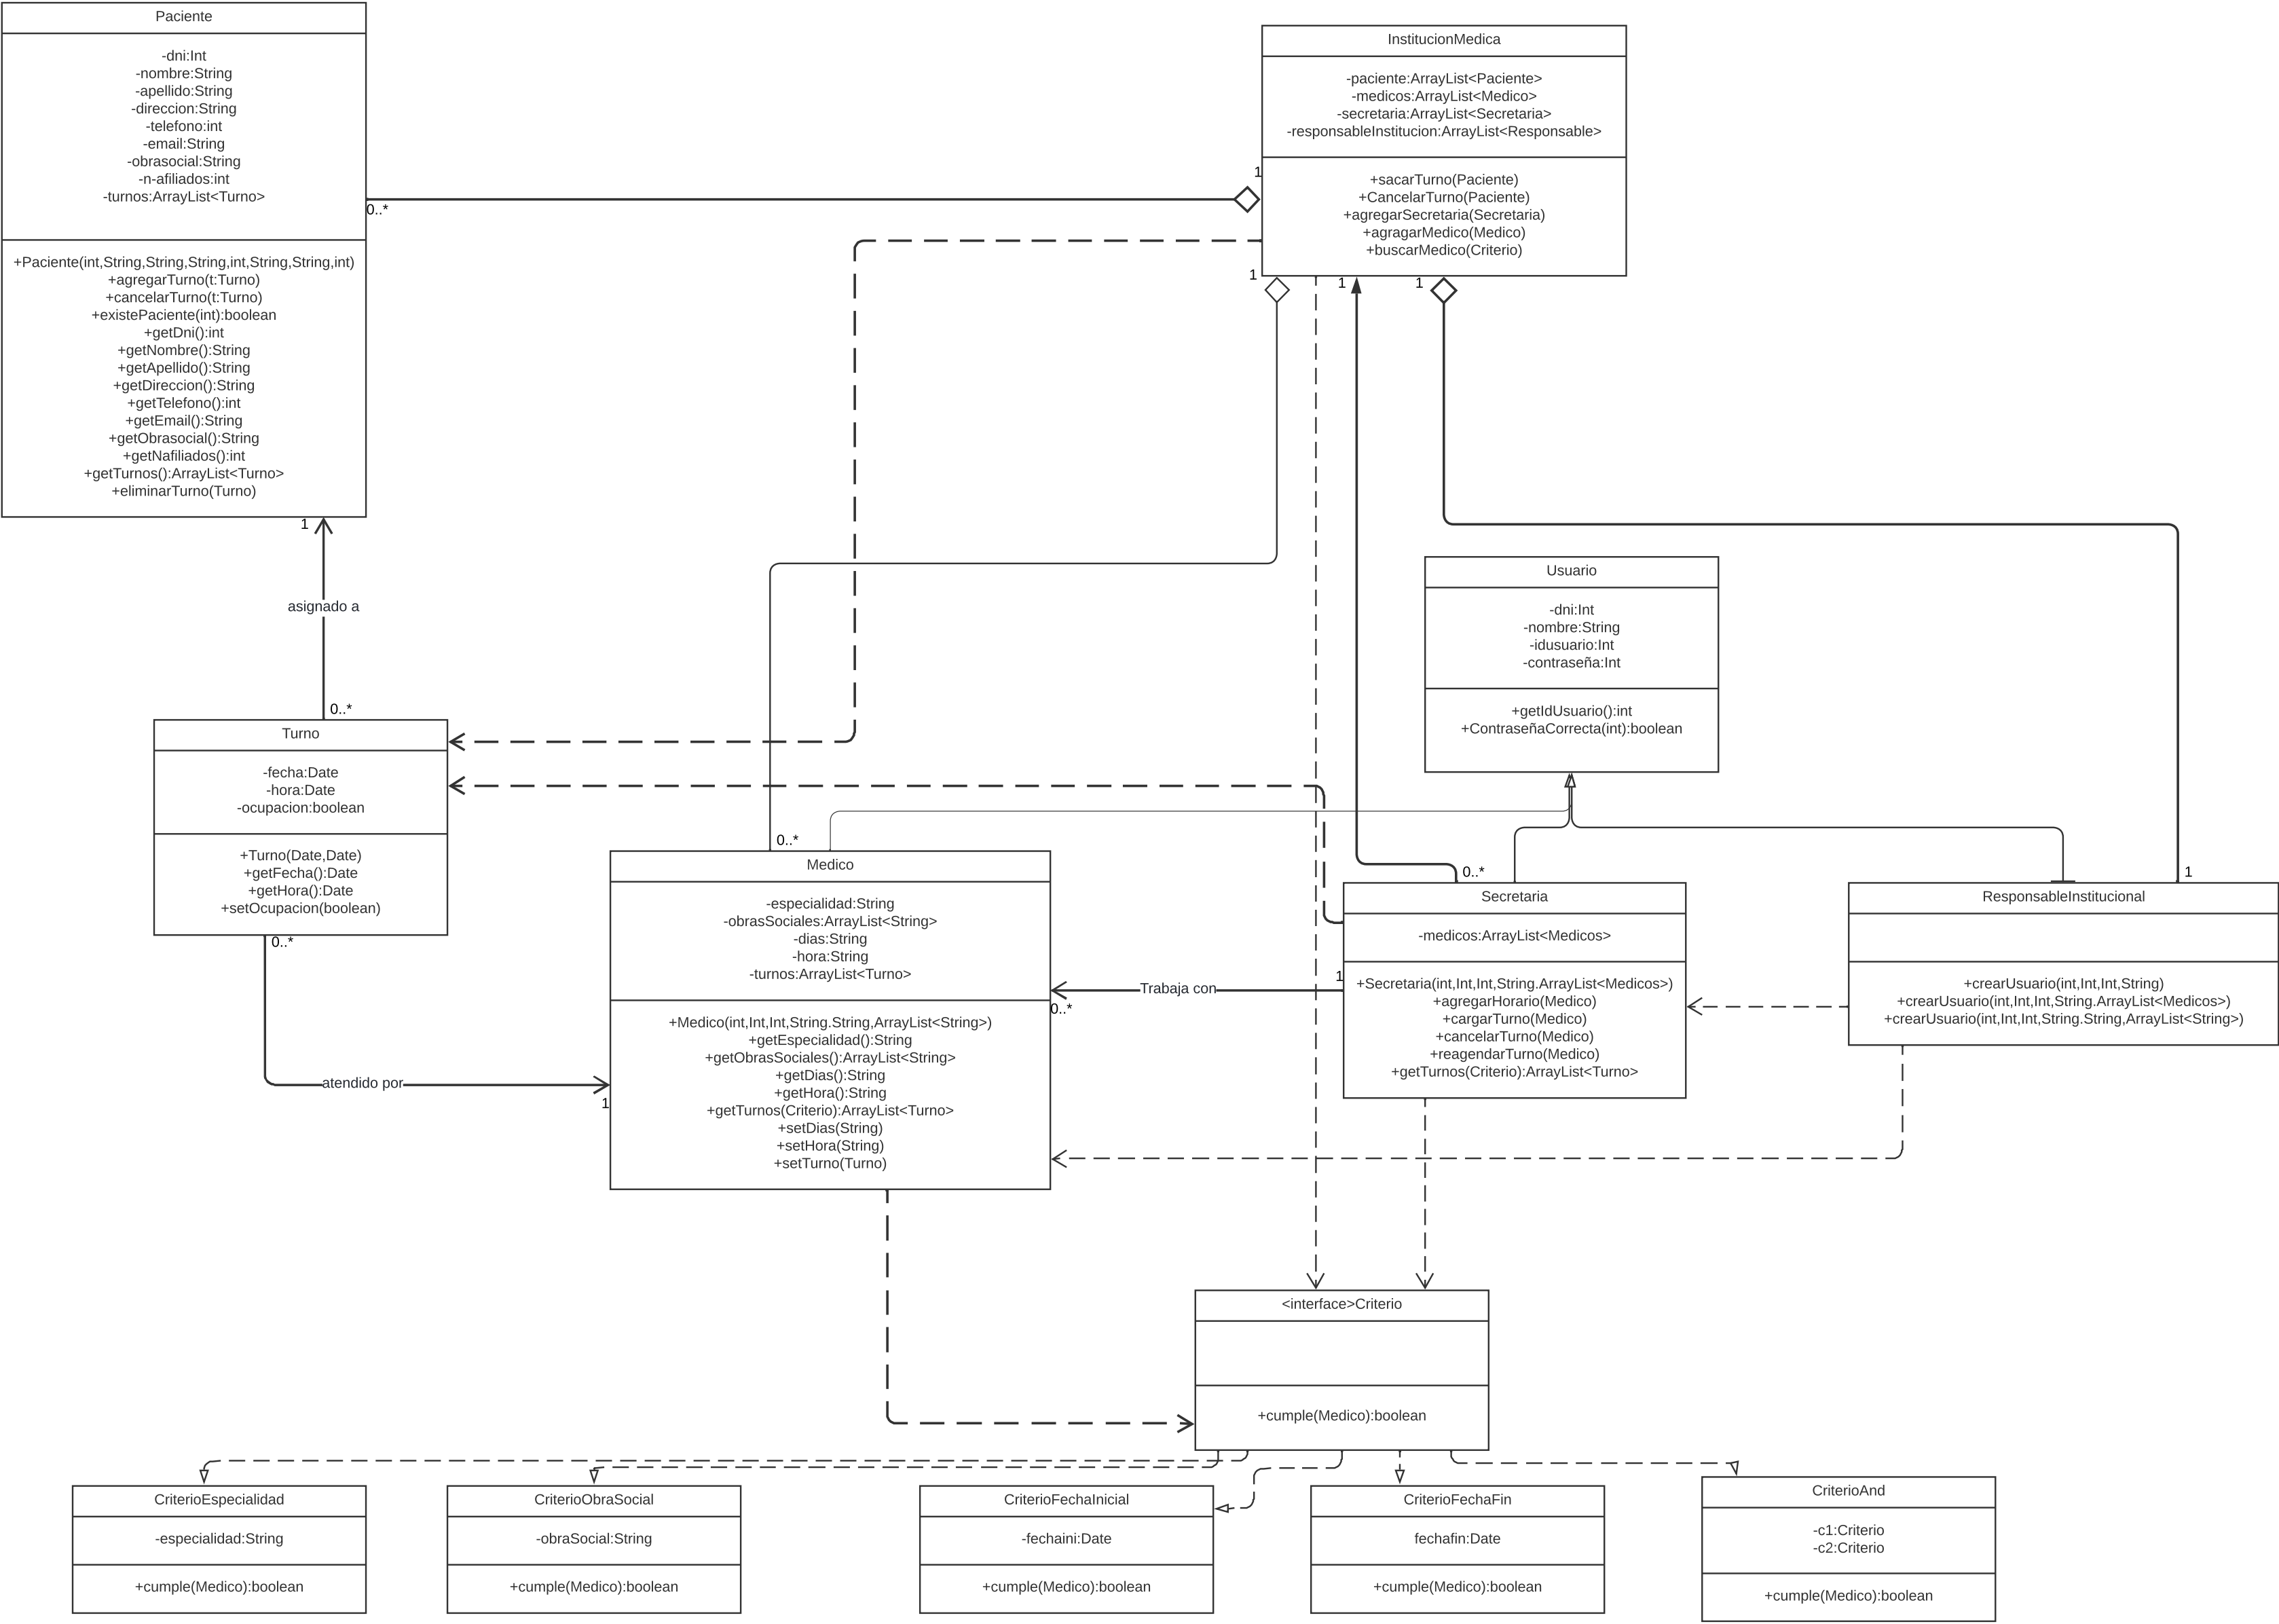 Paciente
-dni:Int
-nombre:String
-apellido:String
-direccion:String
-telefono:int
-email:String
-obrasocial:String
-n-afiliados:int
-turnos:ArrayList<Turno>
+Paciente(int,String,String,String,int,String,String,int)
+agregarTurno(t:Turno)
+cancelarTurno(t:Turno)
+existePaciente(int):boolean
+getDni():int
+getNombre():String
+getApellido():String
+getDireccion():String
+getTelefono():int
+getEmail():String
+getObrasocial():String
+getNafiliados():int
+getTurnos():ArrayList<Turno>
+eliminarTurno(Turno)
InstitucionMedica
-paciente:ArrayList<Paciente>
-medicos:ArrayList<Medico>
-secretaria:ArrayList<Secretaria>
-responsableInstitucion:ArrayList<Responsable>
+sacarTurno(Paciente)
+CancelarTurno(Paciente)
+agregarSecretaria(Secretaria)
+agragarMedico(Medico)
+buscarMedico(Criterio)
1
0..*
1
1
1
1
asignado a
0..*
Usuario
-dni:Int
-nombre:String
-idusuario:Int
-contraseña:Int
+getIdUsuario():int
+ContraseñaCorrecta(int):boolean
Turno
-fecha:Date
-hora:Date
-ocupacion:boolean
+Turno(Date,Date)
+getFecha():Date
+getHora():Date
+setOcupacion(boolean)
0..*
atendido por
1
0..*
Medico
-especialidad:String
-obrasSociales:ArrayList<String>
-dias:String
-hora:String
-turnos:ArrayList<Turno>
+Medico(int,Int,Int,String.String,ArrayList<String>)
+getEspecialidad():String
+getObrasSociales():ArrayList<String>
+getDias():String
+getHora():String
+getTurnos(Criterio):ArrayList<Turno>
+setDias(String)
+setHora(String)
+setTurno(Turno)
0..*
Trabaja con
1
0..*
Secretaria
-medicos:ArrayList<Medicos>
+Secretaria(int,Int,Int,String.ArrayList<Medicos>)
+agregarHorario(Medico)
+cargarTurno(Medico)
+cancelarTurno(Medico)
+reagendarTurno(Medico)
+getTurnos(Criterio):ArrayList<Turno>
1
ResponsableInstitucional
+crearUsuario(int,Int,Int,String)
+crearUsuario(int,Int,Int,String.ArrayList<Medicos>)
+crearUsuario(int,Int,Int,String.String,ArrayList<String>)
<interface>Criterio
+cumple(Medico):boolean
CriterioEspecialidad
-especialidad:String
+cumple(Medico):boolean
CriterioObraSocial
-obraSocial:String
+cumple(Medico):boolean
CriterioFechaInicial
-fechaini:Date
+cumple(Medico):boolean
CriterioFechaFin
fechafin:Date
+cumple(Medico):boolean
CriterioAnd
-c1:Criterio
-c2:Criterio
+cumple(Medico):boolean